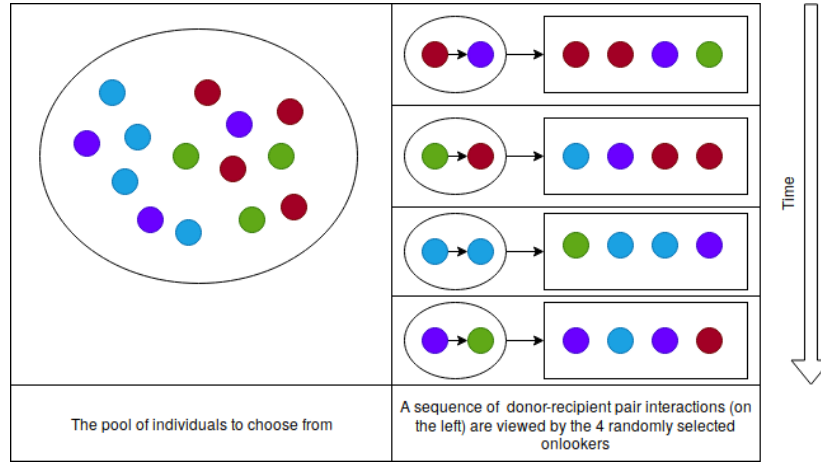 Time
The pool of individuals to choose from
A sequence of  donor-recipient pair interactions (on
the left) are viewed by the 4 randomly selected
onlookers